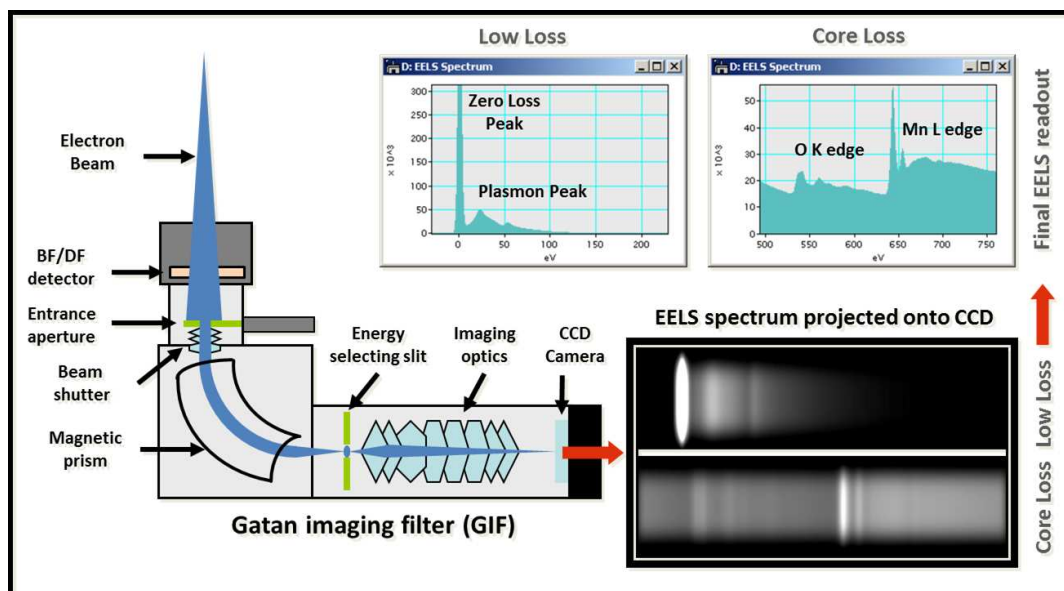 Low Loss
Core Loss
D: EELS Spectrum
300
250
200
150
100
50
0
× 10^3
Zero Loss
Peak
Plasmon Peak
0
50
100
150
200
eV
D: EELS Spectrum
50
40
30
20
10
0
× 10^3
O K edge
Mn L edge
500
550
600
650
700
750
eV
Final EELS readout
Electron
Beam
BF/DF
detector
Entrance
aperture
Beam
shutter
Magnetic
prism
Energy
selecting slit
Imaging
optics
CCD
Camera
Gatan imaging filter (GIF)
EELS spectrum projected onto CCD
Low Loss
Core Loss